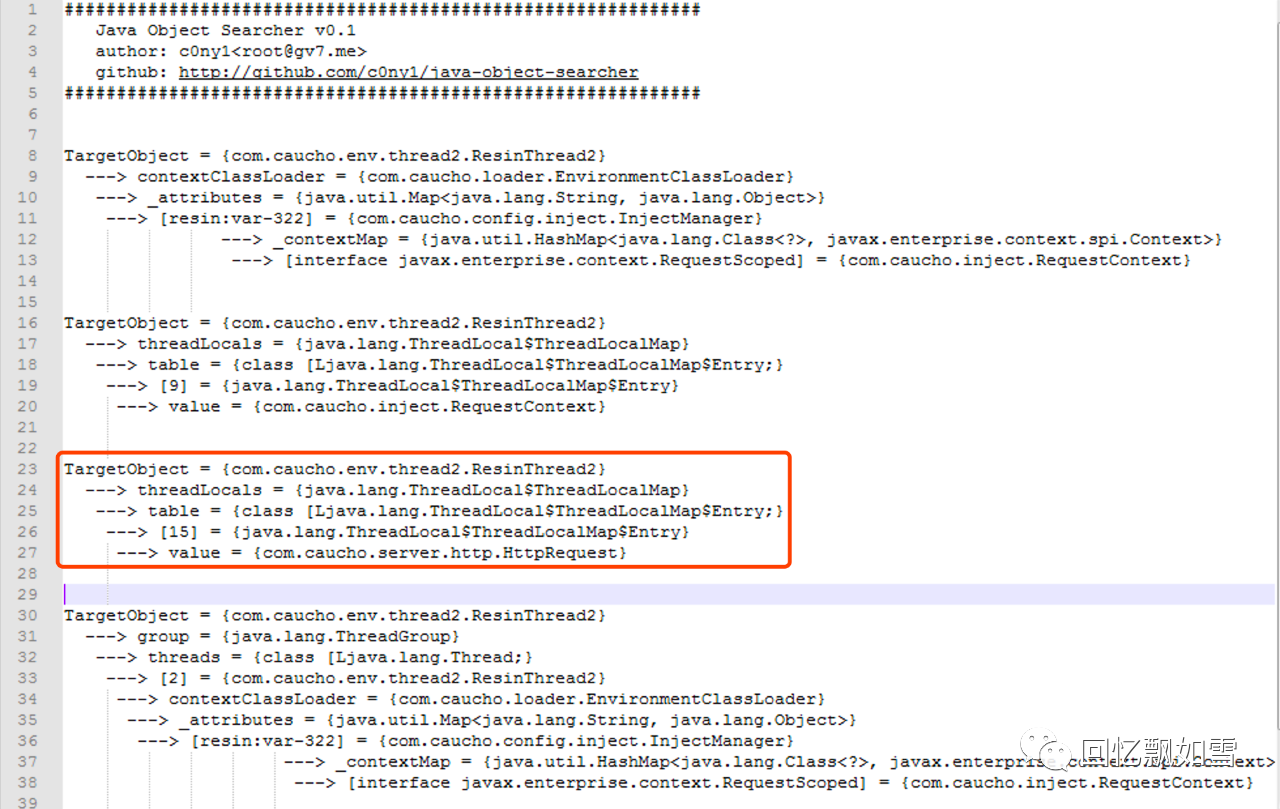 1 #############################################################
2 Java Object Searcher v0.1
3 author: c0ny1<root@gv7.me>
4 github: http://github.com/c0ny1/java-object-searcher
5 #############################################################
6
7
8 TargetObject = {com.caucho.env.thread2.ResinThread2}
9 ---> contextClassLoader = {com.caucho.loader.EnvironmentClassLoader}
10 ---> _attributes = {java.util.Map<java.lang.String, java.lang.Object>}
11 ---> [resin:var-322] = {com.caucho.config.inject.InjectManager}
12 ---> _contextMap = {java.util.HashMap<java.lang.Class<?>, javax.enterprise.context.spi.Context>}
13 ---> [interface javax.enterprise.context.RequestScoped] = {com.caucho.inject.RequestContext}
14
15
16 TargetObject = {com.caucho.env.thread2.ResinThread2}
17 ---> threadLocals = {java.lang.ThreadLocal$ThreadLocalMap}
18 ---> table = {class [Ljava.lang.ThreadLocal$ThreadLocalMap$Entry;}
19 ---> [9] = {java.lang.ThreadLocal$ThreadLocalMap$Entry}
20 ---> value = {com.caucho.inject.RequestContext}
21
22
23 TargetObject = {com.caucho.env.thread2.ResinThread2}
24 ---> threadLocals = {java.lang.ThreadLocal$ThreadLocalMap}
25 ---> table = {class [Ljava.lang.ThreadLocal$ThreadLocalMap$Entry;}
26 ---> [15] = {java.lang.ThreadLocal$ThreadLocalMap$Entry}
27 ---> value = {com.caucho.server.http.HttpRequest}
28
29
30 TargetObject = {com.caucho.env.thread2.ResinThread2}
31 ---> group = {java.lang.ThreadGroup}
32 ---> threads = {class [Ljava.lang.Thread;}
33 ---> [2] = {com.caucho.env.thread2.ResinThread2}
34 ---> contextClassLoader = {com.caucho.loader.EnvironmentClassLoader}
35 ---> _attributes = {java.util.Map<java.lang.String, java.lang.Object>}
36 ---> [resin:var-322] = {com.caucho.config.inject.InjectManager}
37 ---> _contextMap = {java.util.HashMap<java.lang.Class<?>, javax.enterprise.context.spi.Context>
38 ---> [interface javax.enterprise.context.RequestScoped] = {com.caucho.inject.RequestContext}
39
回忆飘如雪